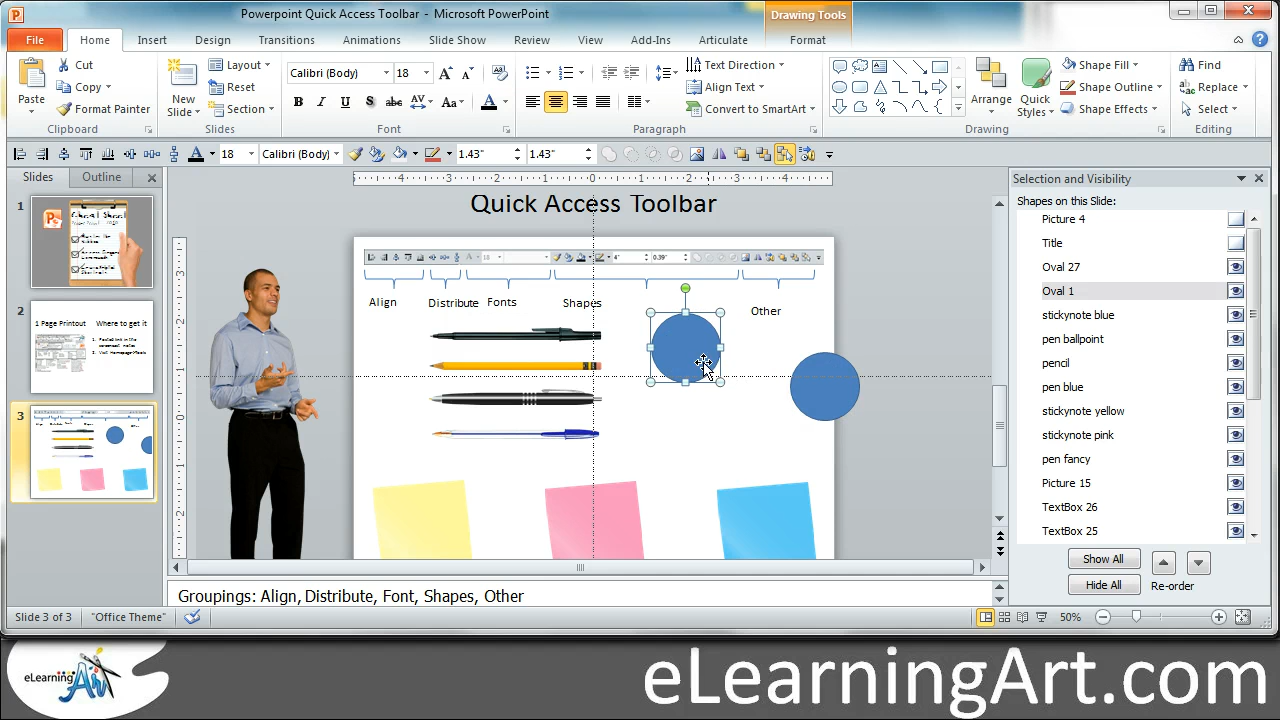 Powerpoint Quick Access Toolbar - Microsoft PowerPoint
Drawing Tools
File Home Insert Design Transitions Animations Slide Show Review View Add-Ins Articulate Format
Paste
Cut
Copy
Format Painter
Clipboard
New Slide
Layout
Reset
Section
Slides
Calibri (Body) 18
Font
Text Direction
Align Text
Convert to SmartArt
Paragraph
Arrange
Quick Styles
Shape Fill
Shape Outline
Shape Effects
Drawing
Find
Replace
Select
Editing
18 Calibri (Body) 1.43" 1.43"
Slides Outline
1
2
1 Page Printout Where to get it
3
Quick Access Toolbar
18 4" 0.39"
Align Distribute Fonts Shapes Other
Groupings: Align, Distribute, Font, Shapes, Other
Selection and Visibility
Shapes on this Slide:
Picture 4
Title
Oval 27
Oval 1
stickynote blue
pen ballpoint
pencil
pen blue
stickynote yellow
stickynote pink
pen fancy
Picture 15
TextBox 26
TextBox 25
Show All
Hide All
Re-order
Slide 3 of 3 "Office Theme" 50%
eLearning
Art
eLearningArt.com